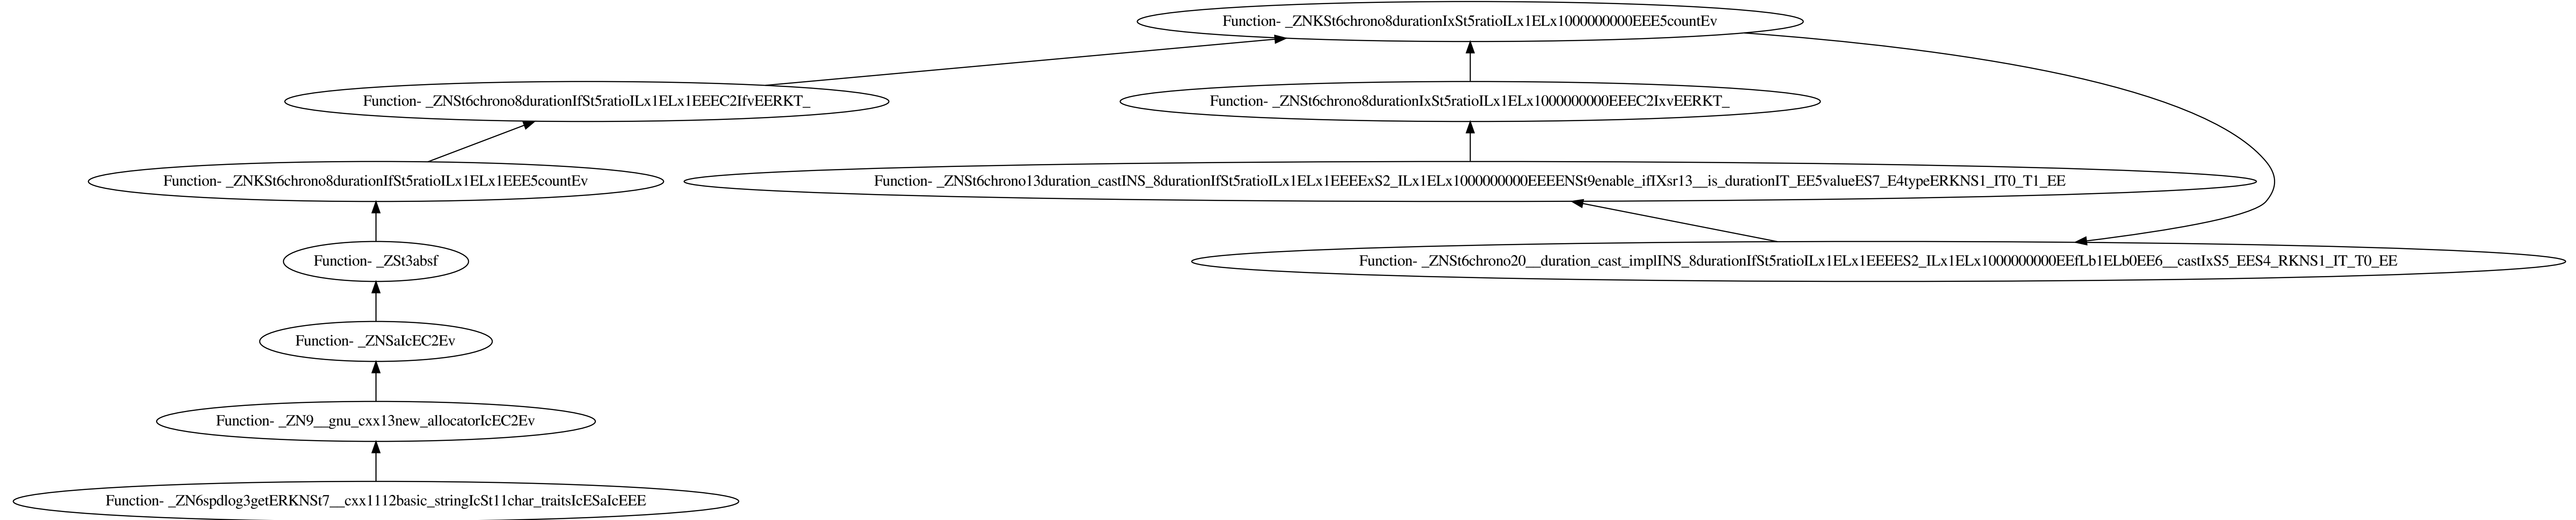 Function- _ZNKSt6chrono8durationIxSt5ratioILx1ELx1000000000EEE5countEv
Function- _ZNSt6chrono8durationIfSt5ratioILx1ELx1EEEC2IfvEERKT_
Function- _ZNSt6chrono8durationIxSt5ratioILx1ELx1000000000EEEC2IxvEERKT_
Function- _ZNKSt6chrono8durationIfSt5ratioILx1ELx1EEE5countEv
Function- _ZNSt6chrono13duration_castINS_8durationIfSt5ratioILx1ELx1EEEExS2_ILx1ELx1000000000EEEENSt9enable_ifIXsr13__is_durationIT_EE5valueES7_E4typeERKNS1_IT0_T1_EE
Function- _ZSt3absf
Function- _ZNSt6chrono20__duration_cast_implINS_8durationIfSt5ratioILx1ELx1EEEES2_ILx1ELx1000000000EEfLb1ELb0EE6__castIxS5_EES4_RKNS1_IT_T0_EE
Function- _ZNSaIcEC2Ev
Function- _ZN9__gnu_cxx13new_allocatorIcEC2Ev
Function- _ZN6spdlog3getERKNSt7__cxx1112basic_stringIcSt11char_traitsIcESaIcEEE